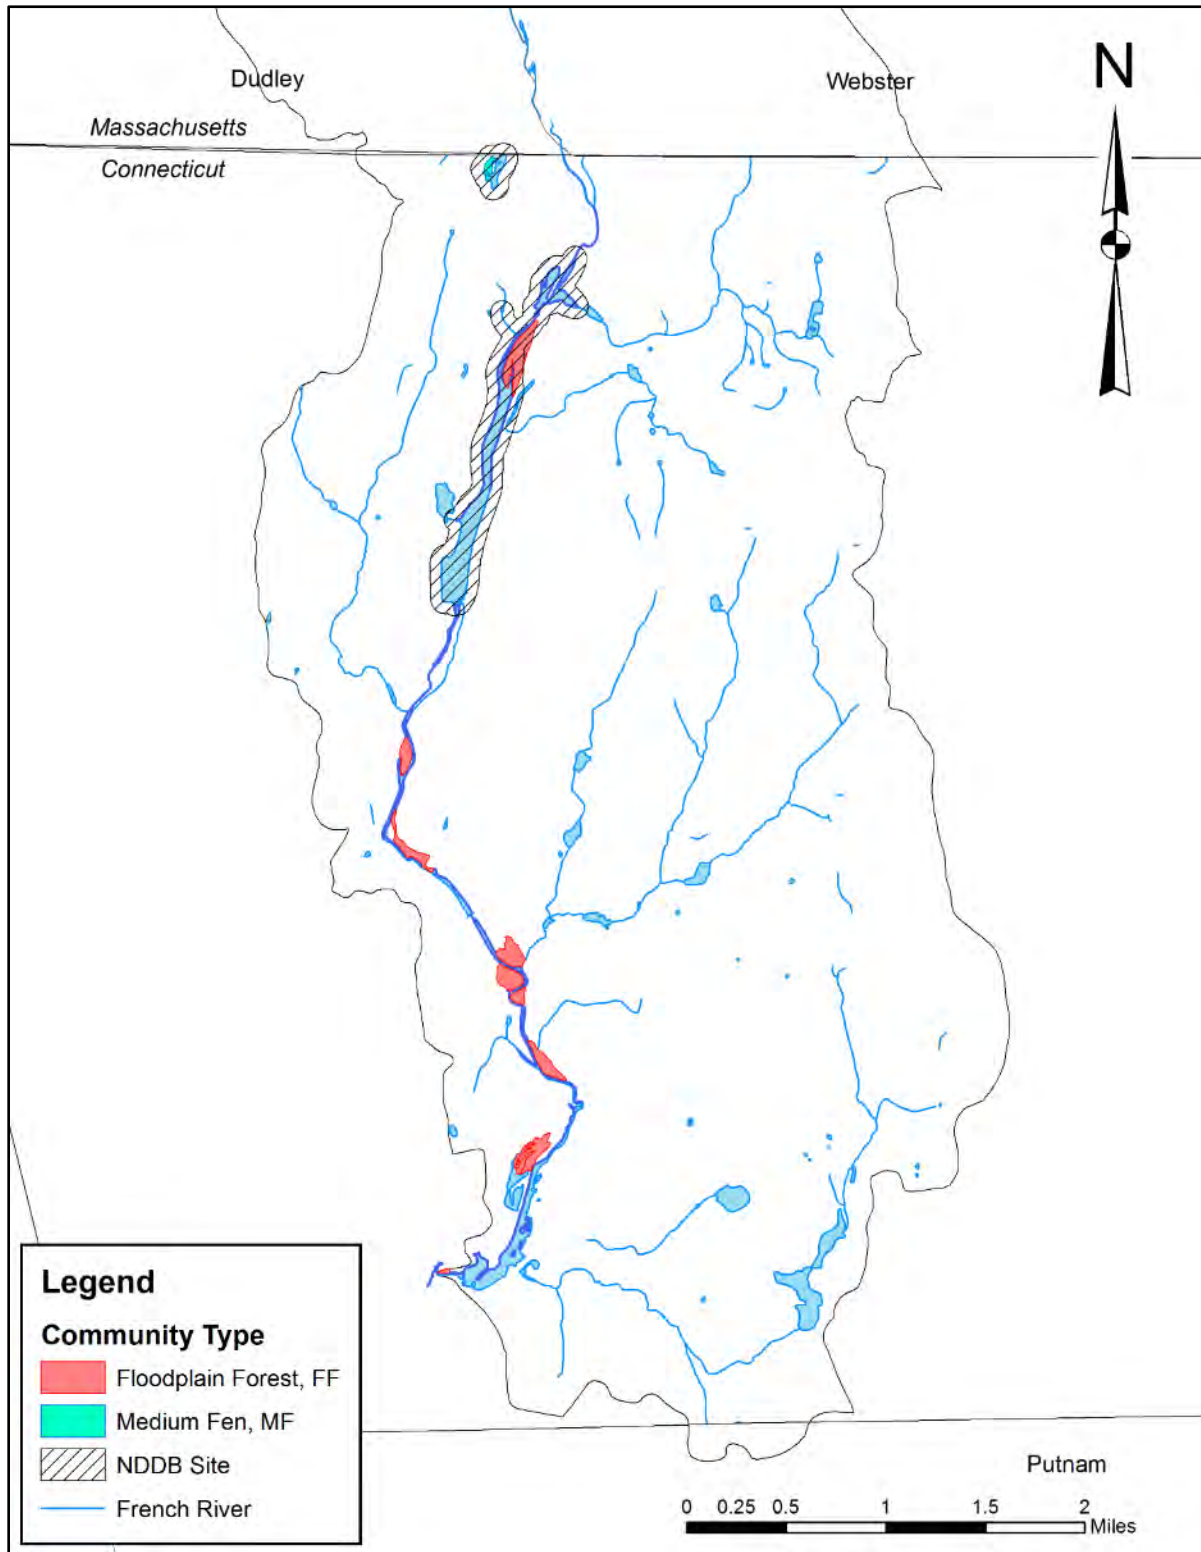 Dudley
Webster
N
Massachusetts
Connecticut
Legend
Community Type
Floodplain Forest, FF
Medium Fen, MF
NDDB Site
French River
Putnam
0 0.25 0.5 1 1.5 2
Miles